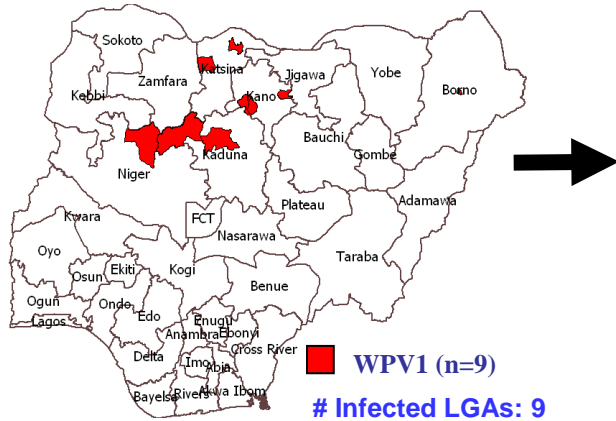 Sokoto
Katsina
Yobe
Jigawa
Zamfara
Kano
Borno
Kebbi
Bauchi
Kaduna
Gombe
Niger
Adamawa
Plateau
Kwara
FCT
Nasarawa
Oyo
Taraba
Ekiti
Kogi
Osun
Benue
Ogun
Ondo
Edo
Lagos
Enugu
Anambra
Ebonyi
Cross River
Delta
Imo
Abia
Bayelsa
Rivers
Akwa Ibom
WPV1 (n=9)
# Infected LGAs: 9